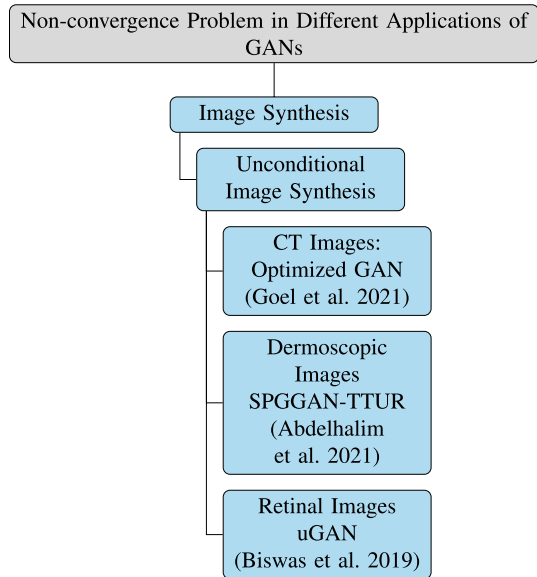 Non-convergence Problem in Different Applications of
GANs
Image Synthesis
Unconditional
Image Synthesis
CT Images:
Optimized GAN
(Goel et al. 2021)
Dermoscopic
Images
SPGGAN-TTUR
(Abdelhalim
et al. 2021)
Retinal Images
uGAN
(Biswas et al. 2019)